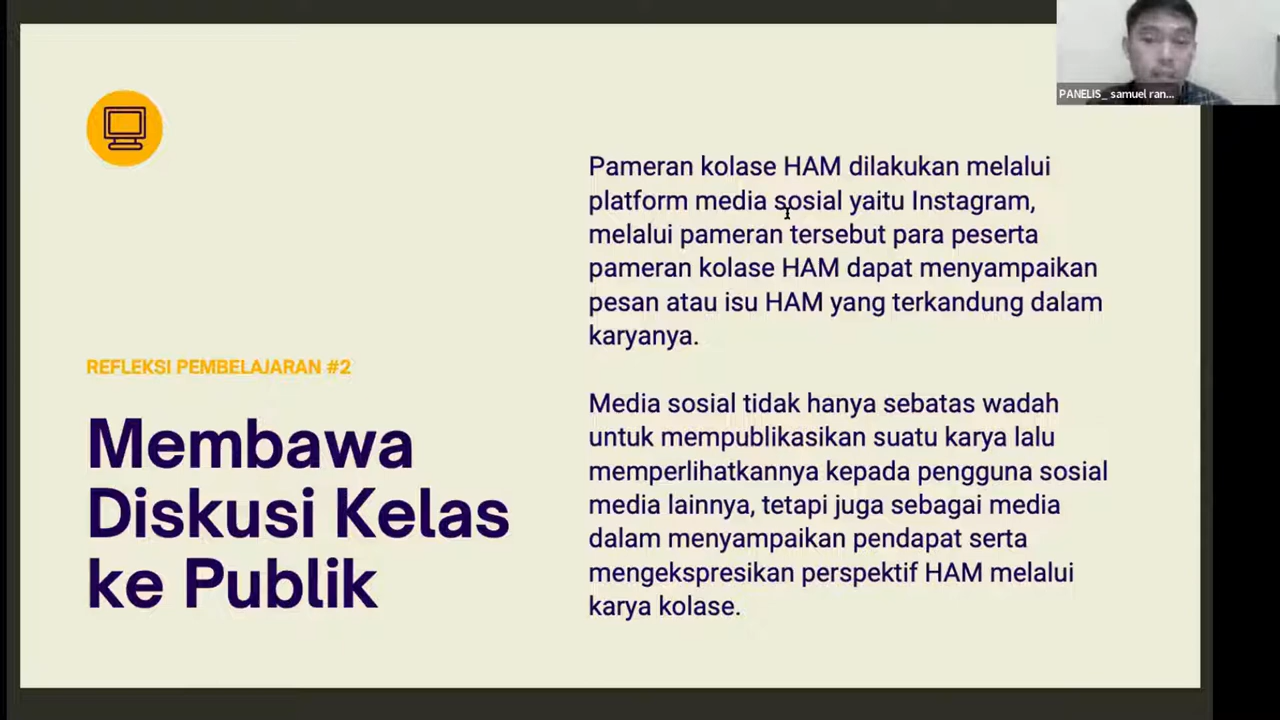 PANELIS_ samuel ran...
REFLEKSI PEMBELAJARAN #2
Membawa
Diskusi Kelas
ke Publik
Pameran kolase HAM dilakukan melalui
platform media sosial yaitu Instagram,
melalui pameran tersebut para peserta
pameran kolase HAM dapat menyampaikan
pesan atau isu HAM yang terkandung dalam
karyanya.
Media sosial tidak hanya sebatas wadah
untuk mempublikasikan suatu karya lalu
memperlihatkannya kepada pengguna sosial
media lainnya, tetapi juga sebagai media
dalam menyampaikan pendapat serta
mengekspresikan perspektif HAM melalui
karya kolase.